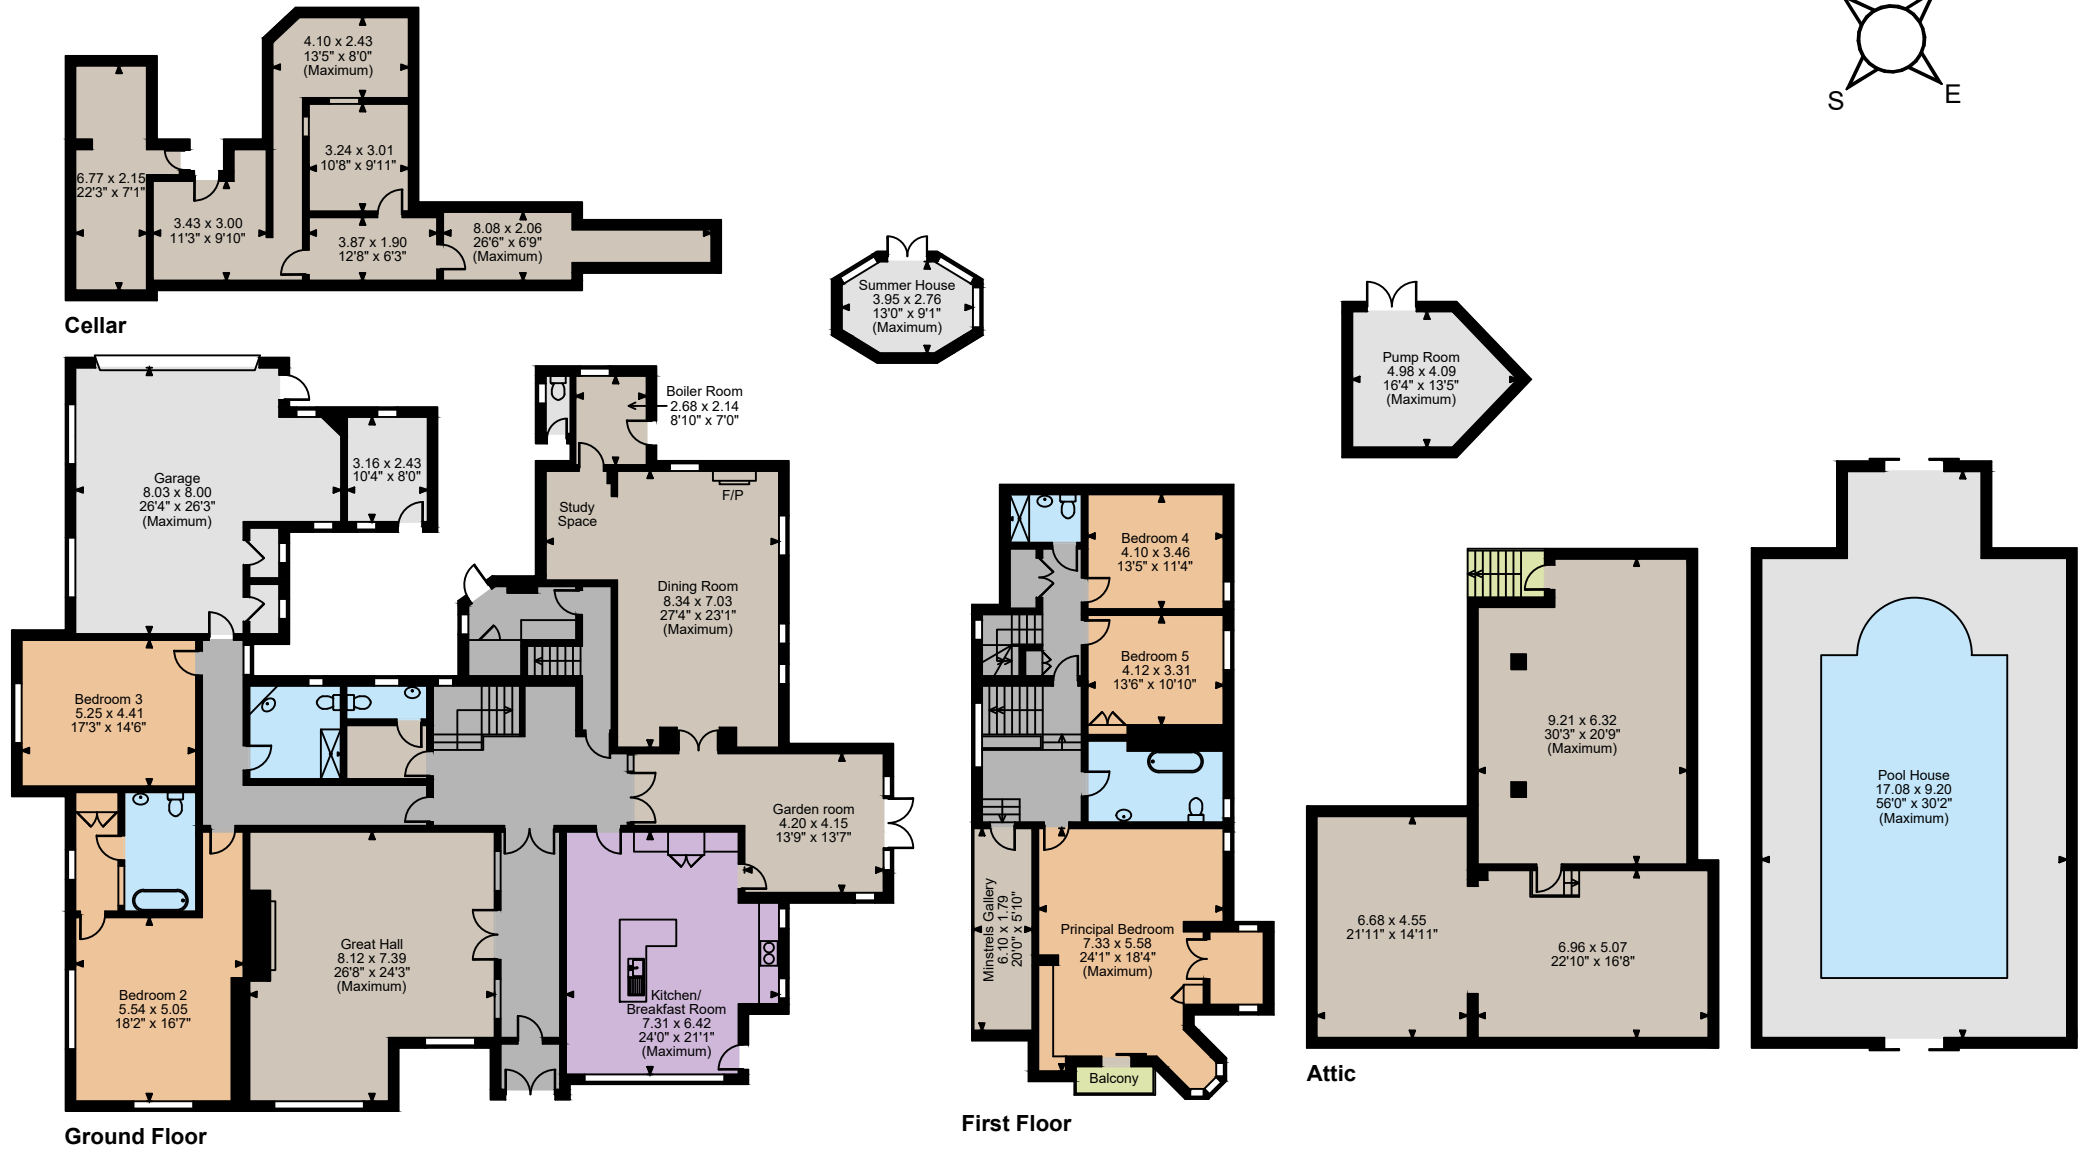 4.10 x 2.43
13'5" x 8'0"
(Maximum)
3.24 x 3.01
10'8" x 9'11"
6.77 x 2.15
22'3" x 7'1"
3.43 x 3.00
11'3" x 9'10"
3.87 x 1.90
12'8" x 6'3"
8.08 x 2.06
26'6" x 6'9"
(Maximum)
Cellar
S
E
Summer House
3.95 x 2.76
13'0" x 9'1"
(Maximum)
Pump Room
4.98 x 4.09
16'4" x 13'5"
(Maximum)
Garage
8.03 x 8.00
26'4" x 26'3"
(Maximum)
3.16 x 2.43
10'4" x 8'0"
Boiler Room
2.68 x 2.14
8'10" x 7'0"
F/P
Study
Space
Dining Room
8.34 x 7.03
27'4" x 23'1"
(Maximum)
Bedroom 3
5.25 x 4.41
17'3" x 14'6"
Garden room
4.20 x 4.15
13'9" x 13'7"
Great Hall
8.12 x 7.39
26'8" x 24'3"
(Maximum)
Bedroom 2
5.54 x 5.05
18'2" x 16'7"
Kitchen/
Breakfast Room
7.31 x 6.42
24'0" x 21'1"
(Maximum)
Ground Floor
Bedroom 4
4.10 x 3.46
13'5" x 11'4"
Bedroom 5
4.12 x 3.31
13'6" x 10'10"
Minstrels Gallery
6.10 x 1.79
20'0" x 5'10"
Principal Bedroom
7.33 x 5.58
24'1" x 18'4"
(Maximum)
Balcony
First Floor
9.21 x 6.32
30'3" x 20'9"
(Maximum)
6.68 x 4.55
21'11" x 14'11"
6.96 x 5.07
22'10" x 16'8"
Attic
Pool House
17.08 x 9.20
56'0" x 30'2"
(Maximum)